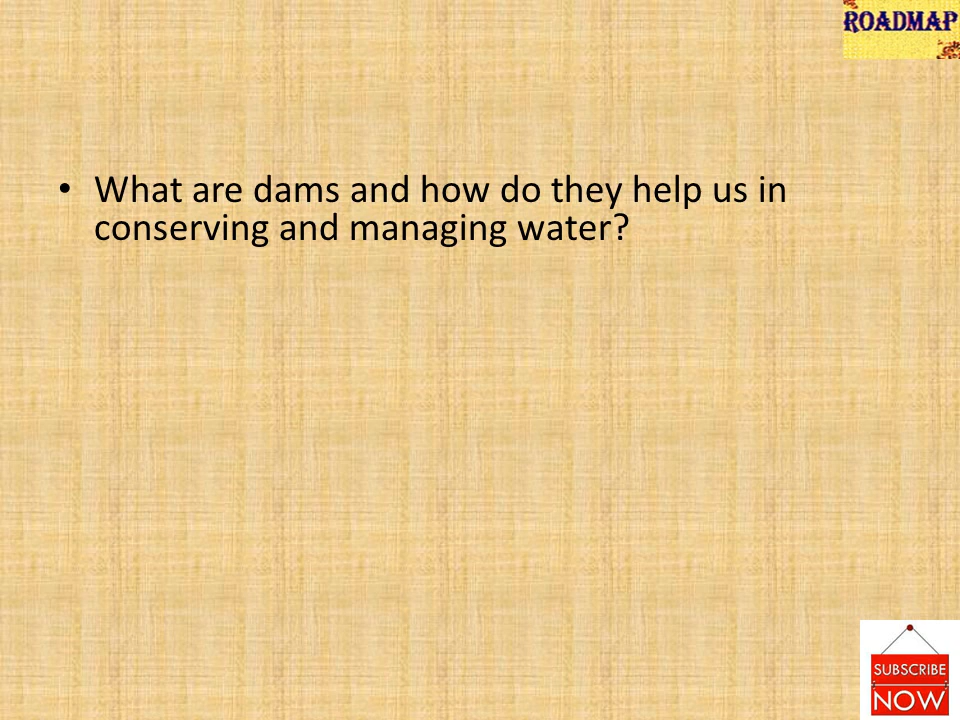 ROADMAP
• What are dams and how do they help us in
conserving and managing water?
SUBSCRIBE
NOW